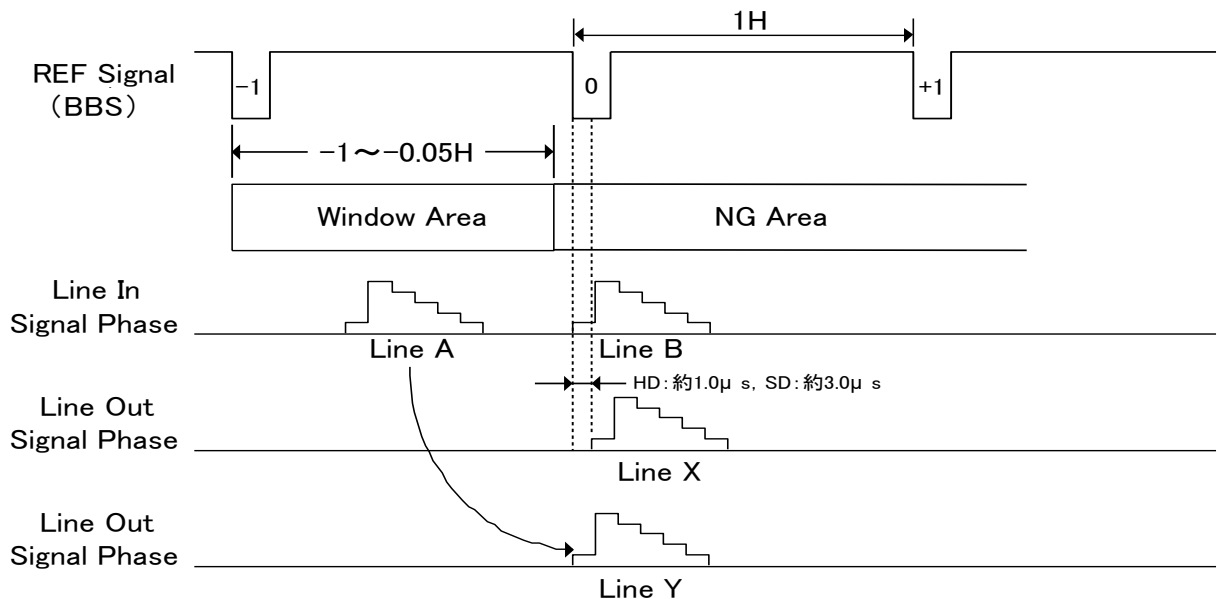 1H
REF Signal
（BBS）
-1
0
+1
-1～-0.05H
Window Area
NG Area
Line In
Signal Phase
Line A
Line B
HD：約1.0μ s, SD：約3.0μ s
Line Out
Signal Phase
Line X
Line Out
Signal Phase
Line Y